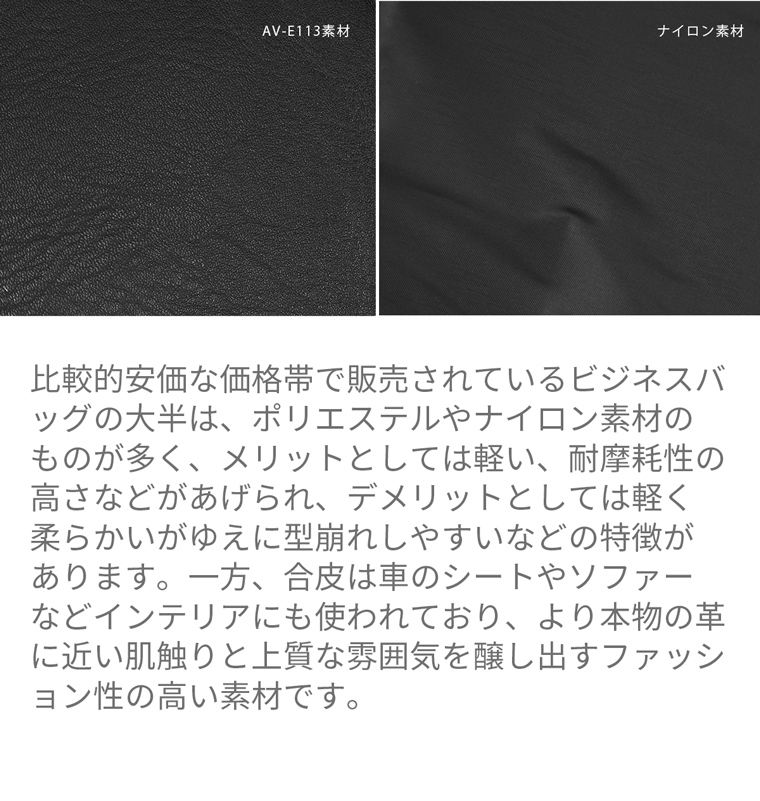 AV-E113素材
ナイロン素材
比較的安価な価格帯で販売されているビジネスバ
ッグの大半は、ポリエステルやナイロン素材の
ものが多く、メリットとしては軽い、耐摩耗性の
高さなどがあげられ、デメリットとしては軽く
柔らかいがゆえに型崩れしやすいなどの特徴が
あります。一方、合皮は車のシートやソファー
などインテリアにも使われており、より本物の革
に近い肌触りと上質な雰囲気を醸し出すファッシ
ョン性の高い素材です。